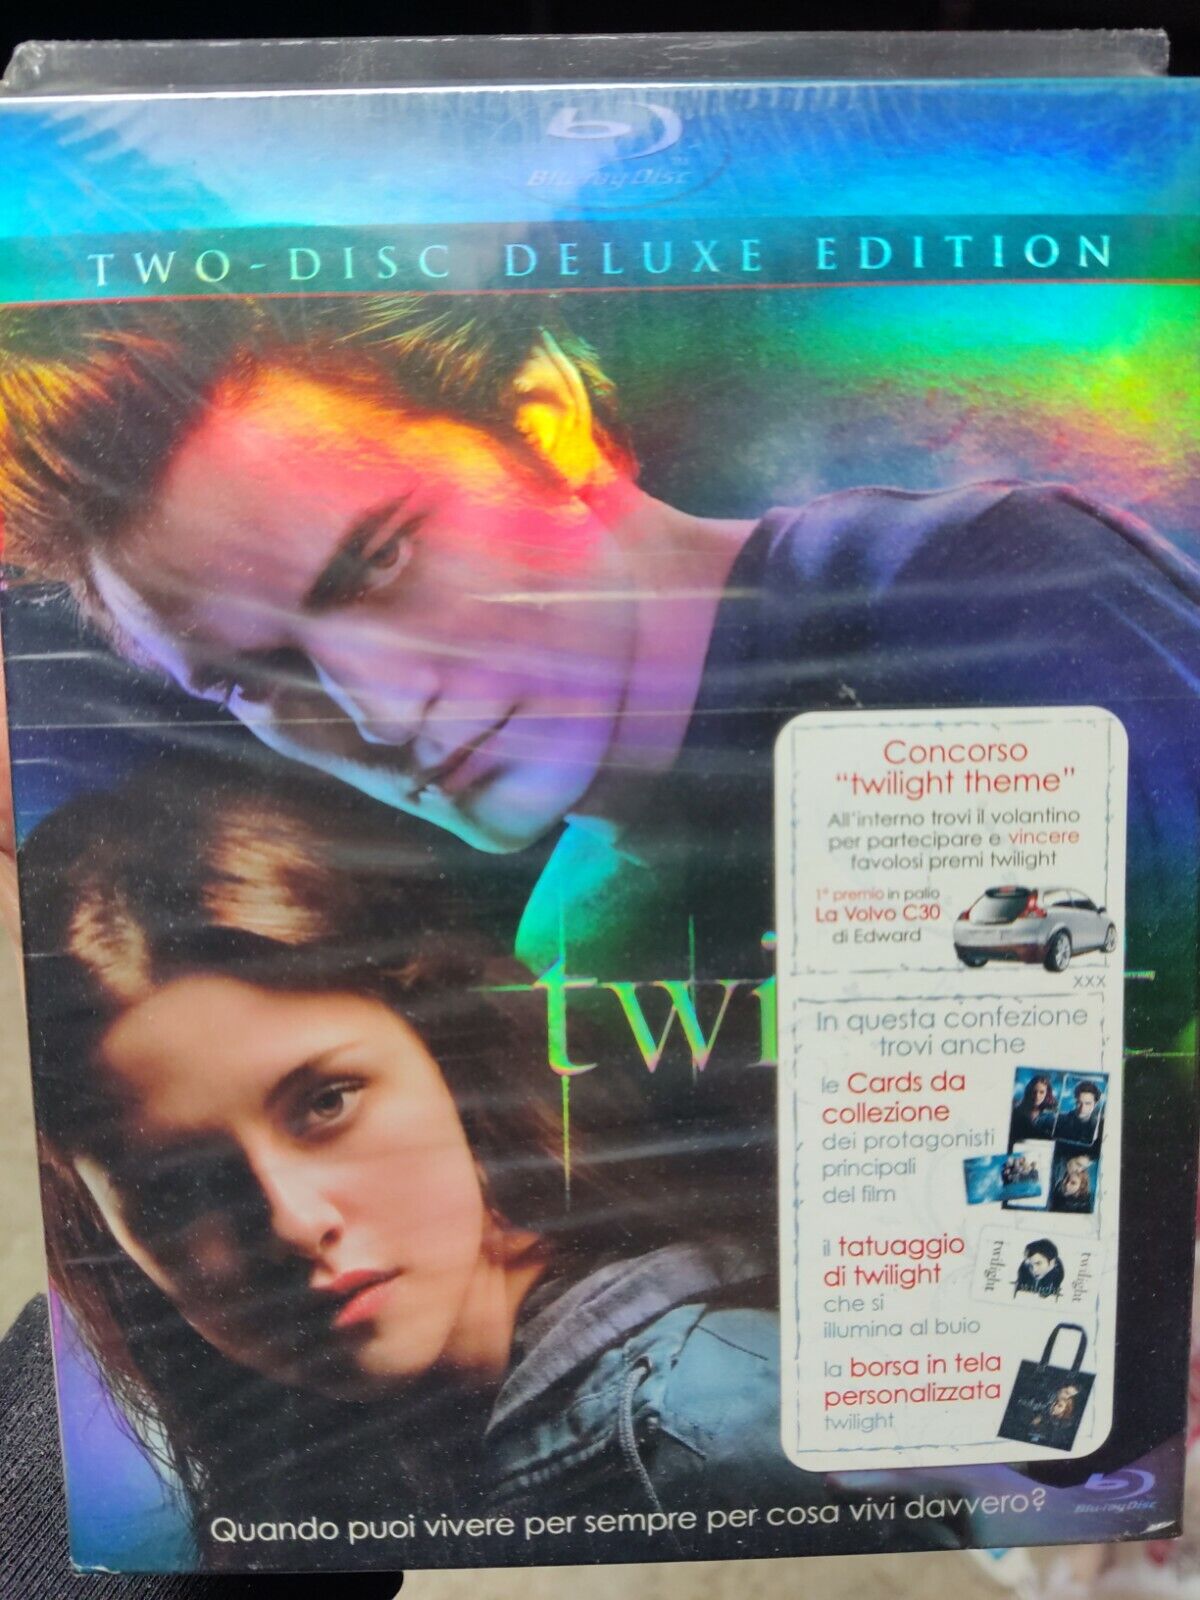 Blu-ray Disc
TWO-DISC DELUXE EDITION
twi
Concorso
"twilight theme"
All'interno trovi il volantino
per partecipare e vincere
favolosi premi twilight
1° premio in palio
La Volvo C30
di Edward
xxx
In questa confezione
trovi anche
le Cards da
collezione
dei protagonisti
principali
del film
il tatuaggio
di twilight
che si
illumina al buio
twilight
twilight
twilight
la borsa in tela
personalizzata
twilight
Quando puoi vivere per sempre per cosa vivi davvero?
Blu-ray Disc